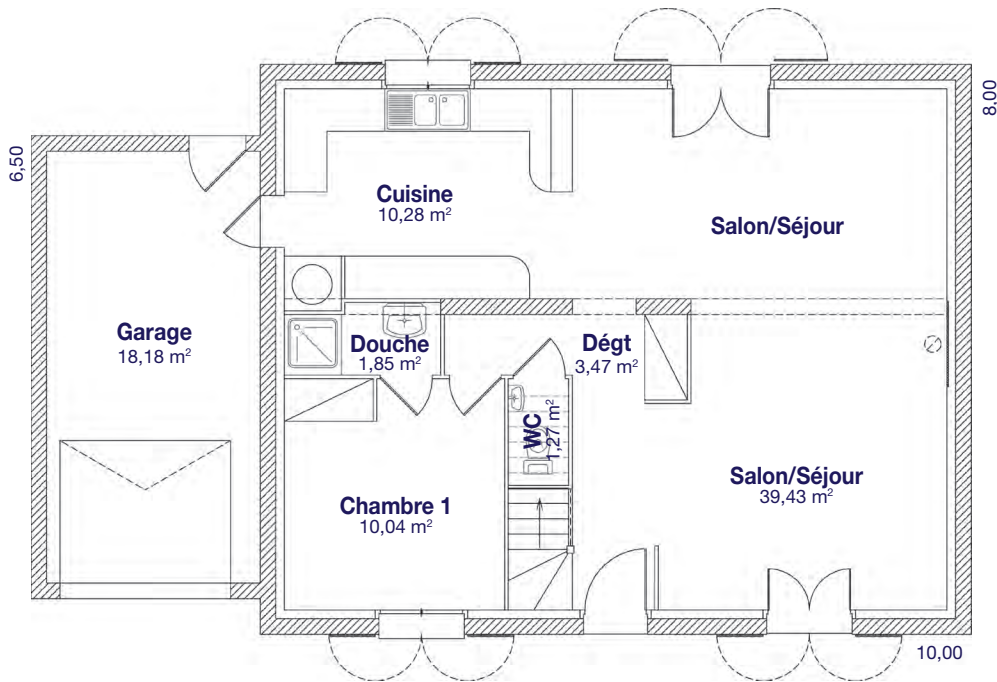 8.00
6,50
Cuisine
10,28 m²
Salon/Séjour
Garage
18,18 m²
Douche
1,85 m²
Dégt
3,47 m²
WC
1,27 m²
Salon/Séjour
39,43 m²
Chambre 1
10,04 m²
10,00